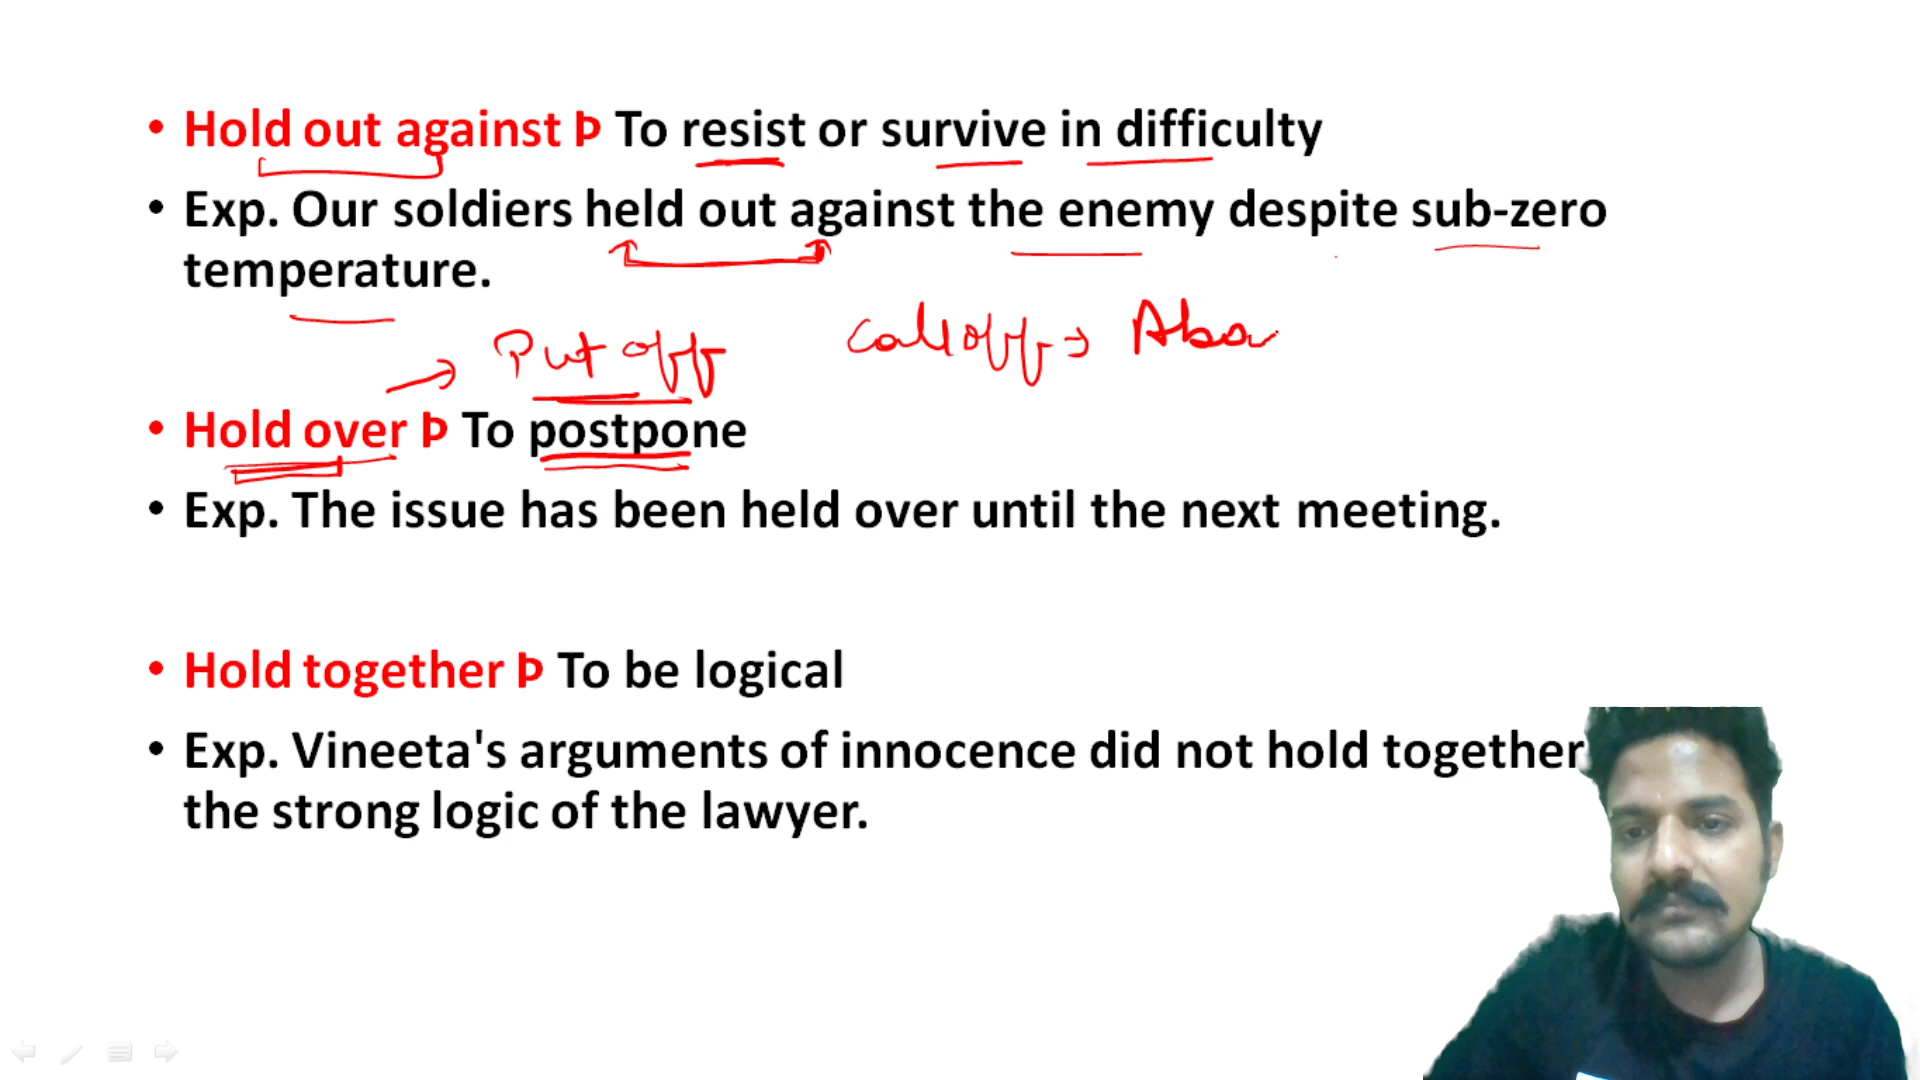 • Hold out against Þ To resist or survive in difficulty
• Exp. Our soldiers held out against the enemy despite sub-zero
temperature.
Put off Call off → Aba
• Hold over Þ To postpone
• Exp. The issue has been held over until the next meeting.
• Hold together Þ To be logical
• Exp. Vineeta's arguments of innocence did not hold together
the strong logic of the lawyer.